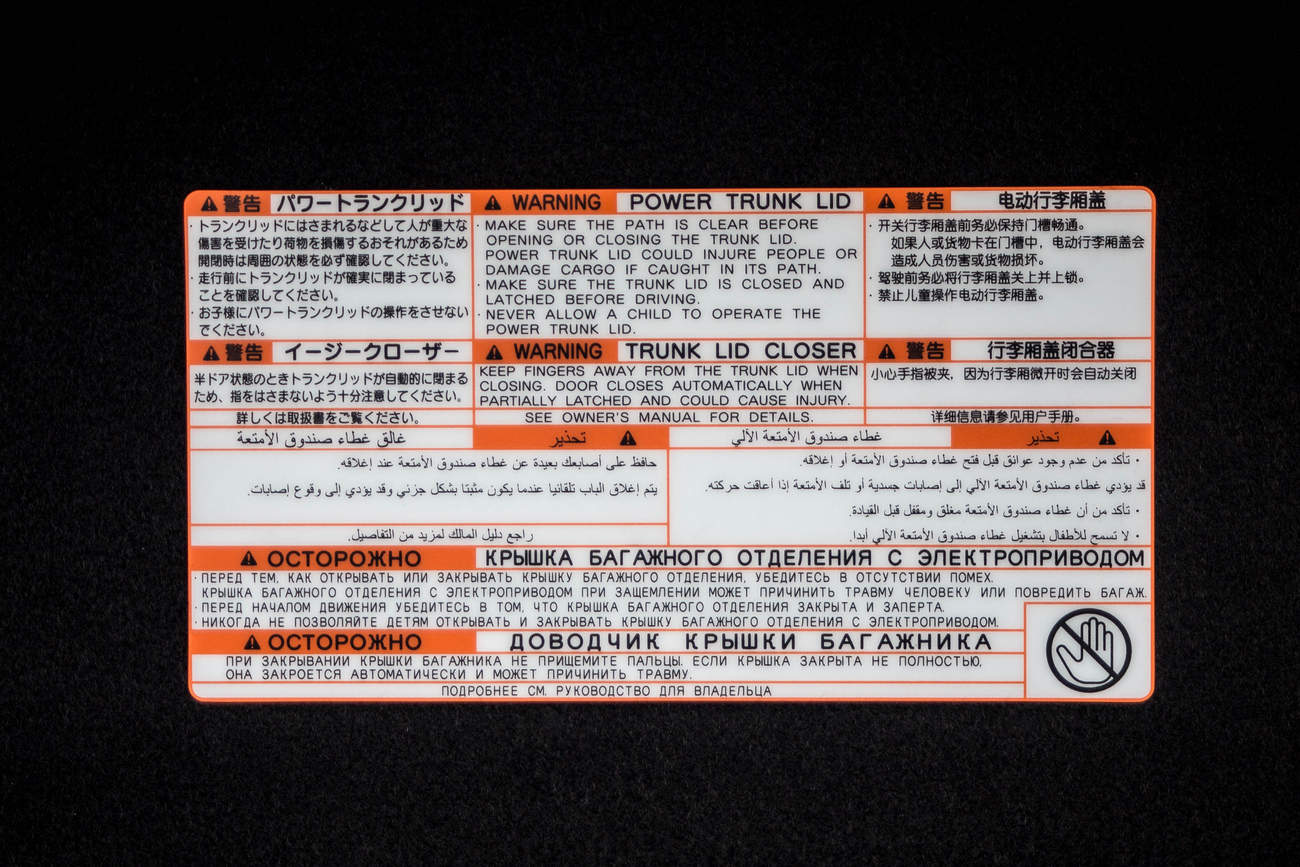 警告 パワートランクリッド
· トランクリッドにはさまれるなどして人が重大な
傷害を受けたり荷物を損傷するおそれがあるため
開閉時は周囲の状態を必ず確認してください。
· 走行前にトランクリッドが確実に閉まっている
ことを確認してください。
· お子様にパワートランクリッドの操作をさせない
でください。
WARNING POWER TRUNK LID
· MAKE SURE THE PATH IS CLEAR BEFORE
OPENING OR CLOSING THE TRUNK LID.
POWER TRUNK LID COULD INJURE PEOPLE OR
DAMAGE CARGO IF CAUGHT IN ITS PATH.
· MAKE SURE THE TRUNK LID IS CLOSED AND
LATCHED BEFORE DRIVING.
· NEVER ALLOW A CHILD TO OPERATE THE
POWER TRUNK LID.
警告 电动行李厢盖
· 开关行李厢盖前务必保持门槽畅通。
如果人或货物卡在门槽中，电动行李厢盖会
造成人员伤害或货物损坏。
· 驾驶前务必将行李厢盖关上并上锁。
· 禁止儿童操作电动行李厢盖。
警告 イージークローザー
半ドア状態のときトランクリッドが自動的に閉まる
ため、指をはさまないよう十分注意してください。
詳しくは取扱書をご覧ください。
WARNING TRUNK LID CLOSER
KEEP FINGERS AWAY FROM THE TRUNK LID WHEN
CLOSING. DOOR CLOSES AUTOMATICALLY WHEN
PARTIALLY LATCHED AND COULD CAUSE INJURY.
SEE OWNER'S MANUAL FOR DETAILS.
警告 行李厢盖闭合器
小心手指被夹，因为行李厢微开时会自动关闭
详细信息请参见用户手册。
تحذير غطاء صندوق الأمتعة الآلي
· تأكد من عدم وجود عوائق قبل فتح غطاء صندوق الأمتعة أو إغلاقه.
قد يؤدي غطاء صندوق الأمتعة الآلي إلى إصابات جسدية أو تلف الأمتعة إذا أعاقت حركته.
· تأكد من أن غطاء صندوق الأمتعة مغلق ومقفل قبل القيادة.
· لا تسمح للأطفال بتشغيل غطاء صندوق الأمتعة الآلي أبدا.
تحذير غالق غطاء صندوق الأمتعة
حافظ على أصابعك بعيدة عن غطاء صندوق الأمتعة عند إغلاقه.
يتم إغلاق الباب تلقائيا عندما يكون مثبتا بشكل جزئي وقد يؤدي إلى وقوع إصابات.
راجع دليل المالك لمزيد من التفاصيل.
ОСТОРОЖНО КРЫШКА БАГАЖНОГО ОТДЕЛЕНИЯ С ЭЛЕКТРОПРИВОДОМ
· ПЕРЕД ТЕМ, КАК ОТКРЫВАТЬ ИЛИ ЗАКРЫВАТЬ КРЫШКУ БАГАЖНОГО ОТДЕЛЕНИЯ, УБЕДИТЕСЬ В ОТСУТСТВИИ ПОМЕХ.
КРЫШКА БАГАЖНОГО ОТДЕЛЕНИЯ С ЭЛЕКТРОПРИВОДОМ ПРИ ЗАЩЕМЛЕНИИ МОЖЕТ ПРИЧИНИТЬ ТРАВМУ ЧЕЛОВЕКУ ИЛИ ПОВРЕДИТЬ БАГАЖ.
· ПЕРЕД НАЧАЛОМ ДВИЖЕНИЯ УБЕДИТЕСЬ В ТОМ, ЧТО КРЫШКА БАГАЖНОГО ОТДЕЛЕНИЯ ЗАКРЫТА И ЗАПЕРТА.
· НИКОГДА НЕ ПОЗВОЛЯЙТЕ ДЕТЯМ ОТКРЫВАТЬ И ЗАКРЫВАТЬ КРЫШКУ БАГАЖНОГО ОТДЕЛЕНИЯ С ЭЛЕКТРОПРИВОДОМ.
ОСТОРОЖНО ДОВОДЧИК КРЫШКИ БАГАЖНИКА
ПРИ ЗАКРЫВАНИИ КРЫШКИ БАГАЖНИКА НЕ ПРИЩЕМИТЕ ПАЛЬЦЫ. ЕСЛИ КРЫШКА ЗАКРЫТА НЕ ПОЛНОСТЬЮ,
ОНА ЗАКРОЕТСЯ АВТОМАТИЧЕСКИ И МОЖЕТ ПРИЧИНИТЬ ТРАВМУ.
ПОДРОБНЕЕ СМ. РУКОВОДСТВО ДЛЯ ВЛАДЕЛЬЦА